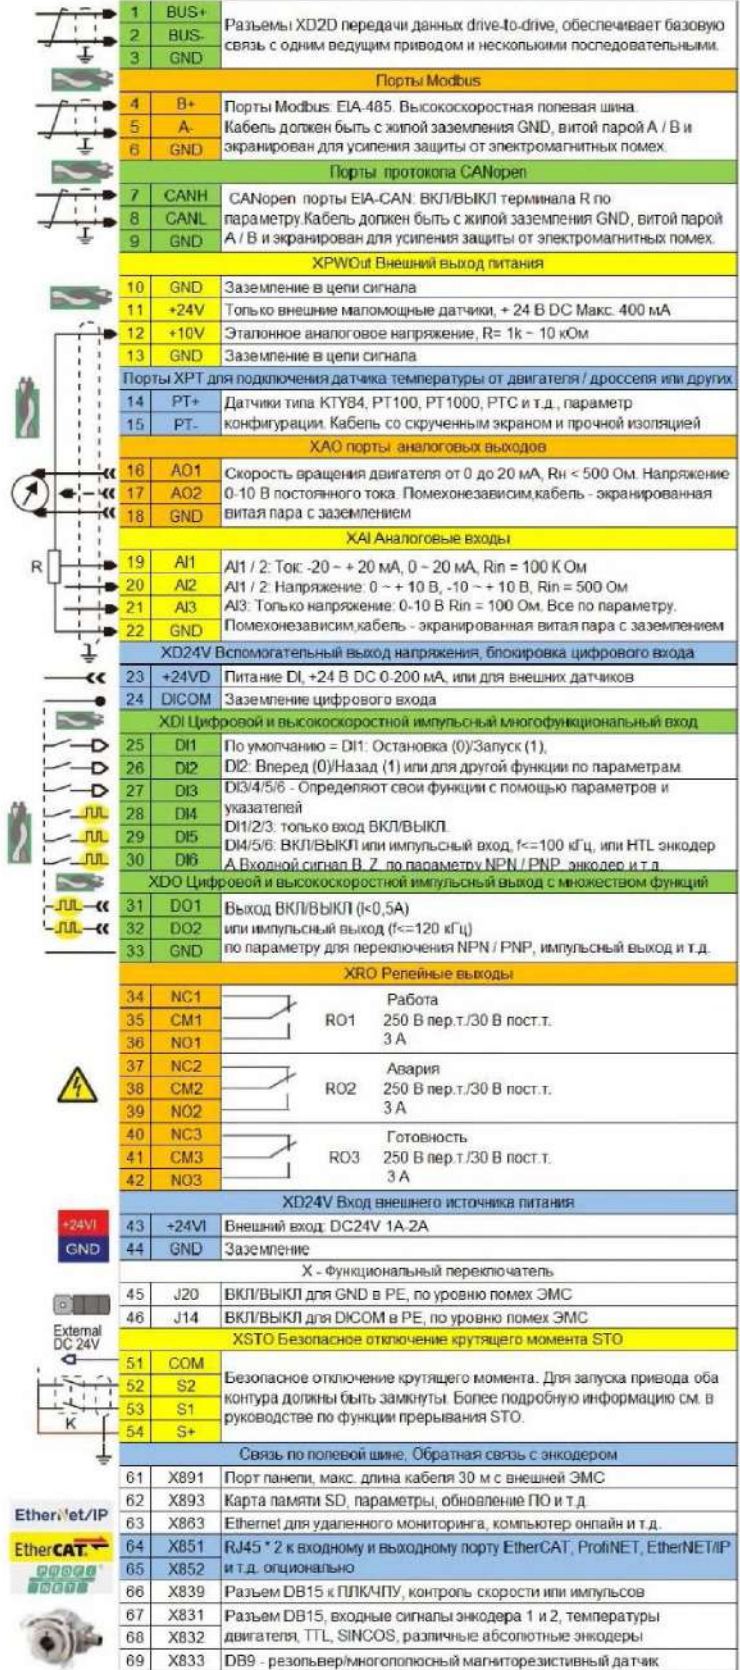 1 BUS+ Разъемы XD2D передачи данных drive-to-drive, обеспечивает базовую
2 BUS- связь с одним ведущим приводом и несколькими последовательными.
3 GND
Порты Modbus
4 B+ Порты Modbus: EIA-485. Высокоскоростная полевая шина.
5 A- Кабель должен быть с жилой заземления GND, витой парой A / B и
6 GND экранирован для усиления защиты от электромагнитных помех.
Порты протокола CANopen
7 CANH CANopen порты EIA-CAN: ВКЛ/ВЫКЛ терминала R по
8 CANL параметру.Кабель должен быть с жилой заземления GND, витой парой
9 GND A / B и экранирован для усиления защиты от электромагнитных помех.
XPWOut Внешний выход питания
10 GND Заземление в цепи сигнала
11 +24V Только внешние маломощные датчики, + 24 В DC Макс. 400 мА
12 +10V Эталонное аналоговое напряжение, R= 1k ~ 10 кОм
13 GND Заземление в цепи сигнала
Порты XPT для подключения датчика температуры от двигателя / дросселя или других
14 PT+ Датчики типа KTY84, PT100, PT1000, PTC и т.д., параметр
15 PT- конфигурации. Кабель со скрученным экраном и прочной изоляцией
XAO порты аналоговых выходов
16 AO1 Скорость вращения двигателя от 0 до 20 мА, Rн < 500 Ом. Напряжение
17 AO2 0-10 В постоянного тока. Помехонезависим,кабель - экранированная
18 GND витая пара с заземлением
XAI Аналоговые входы
R
19 AI1 AI1 / 2: Ток: -20 ~ + 20 мА, 0 ~ 20 мА, Rin = 100 К Ом
20 AI2 AI1 / 2: Напряжение: 0 ~ + 10 В, -10 ~ + 10 В, Rin = 500 Ом
21 AI3 AI3: Только напряжение: 0-10 В Rin = 100 Ом. Все по параметру.
22 GND Помехонезависим,кабель - экранированная витая пара с заземлением
XD24V Вспомогательный выход напряжения, блокировка цифрового входа
23 +24VD Питание DI, +24 В DC 0-200 мА, или для внешних датчиков
24 DICOM Заземление цифрового входа
XDI Цифровой и высокоскоростной импульсный многофункциональный вход
25 DI1 По умолчанию = DI1: Остановка (0)/Запуск (1),
26 DI2 DI2: Вперед (0)/Назад (1) или для другой функции по параметрам
27 DI3 DI3/4/5/6 - Определяют свои функции с помощью параметров и
28 DI4 указателей
29 DI5 DI1/2/3: только вход ВКЛ/ВЫКЛ.
30 DI6 DI4/5/6: ВКЛ/ВЫКЛ или импульсный вход, f<=100 кГц, или HTL энкодер
A,Входной сигнал B, Z, по параметру NPN / PNP, энкодер и т.д.
XDO Цифровой и высокоскоростной импульсный выход с множеством функций
31 DO1 Выход ВКЛ/ВЫКЛ (I<0,5А)
32 DO2 или импульсный выход (f<=120 кГц)
33 GND по параметру для переключения NPN / PNP, импульсный выход и т.д.
XRO Релейные выходы
34 NC1 Работа
35 CM1 RO1 250 В пер.т./30 В пост.т.
36 NO1 3 А
37 NC2 Авария
38 CM2 RO2 250 В пер.т./30 В пост.т.
39 NO2 3 А
40 NC3 Готовность
41 CM3 RO3 250 В пер.т./30 В пост.т.
42 NO3 3 А
XD24V Вход внешнего источника питания
+24VI 43 +24VI Внешний вход: DC24V 1A-2A
GND 44 GND Заземление
X - Функциональный переключатель
45 J20 ВКЛ/ВЫКЛ для GND в PE, по уровню помех ЭМС
46 J14 ВКЛ/ВЫКЛ для DICOM в PE, по уровню помех ЭМС
External
DC 24V
XSTO Безопасное отключение крутящего момента STO
51 COM
52 S2 Безопасное отключение крутящего момента. Для запуска привода оба
53 S1 контура должны быть замкнуты. Более подробную информацию см. в
54 S+ руководстве по функции прерывания STO.
K
Связь по полевой шине, Обратная связь с энкодером
61 X891 Порт панели, макс. длина кабеля 30 м с внешней ЭМС
62 X893 Карта памяти SD, параметры, обновление ПО и т.д.
EtherNet/IP
63 X863 Ethernet для удаленного мониторинга, компьютер онлайн и т.д.
EtherCAT
64 X851 RJ45 * 2 к входному и выходному порту EtherCAT, ProfiNET, EtherNET/IP
65 X852 и т.д. опционально
PROFI
NET
66 X839 Разъем DB15 к ПЛК/ЧПУ, контроль скорости или импульсов
67 X831 Разъем DB15, входные сигналы энкодера 1 и 2, температуры
68 X832 двигателя, TTL, SINCOS, различные абсолютные энкодеры
69 X833 DB9 - резольвер/многополюсный магниторезистивный датчик